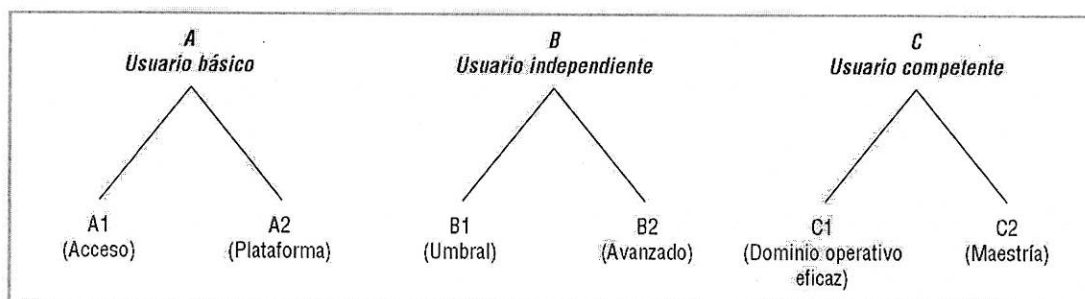 A
Usuario básico
B
Usuario independiente
C
Usuario competente
A1
(Acceso)
A2
(Plataforma)
B1
(Umbral)
B2
(Avanzado)
C1
(Dominio operativo
eficaz)
C2
(Maestría)